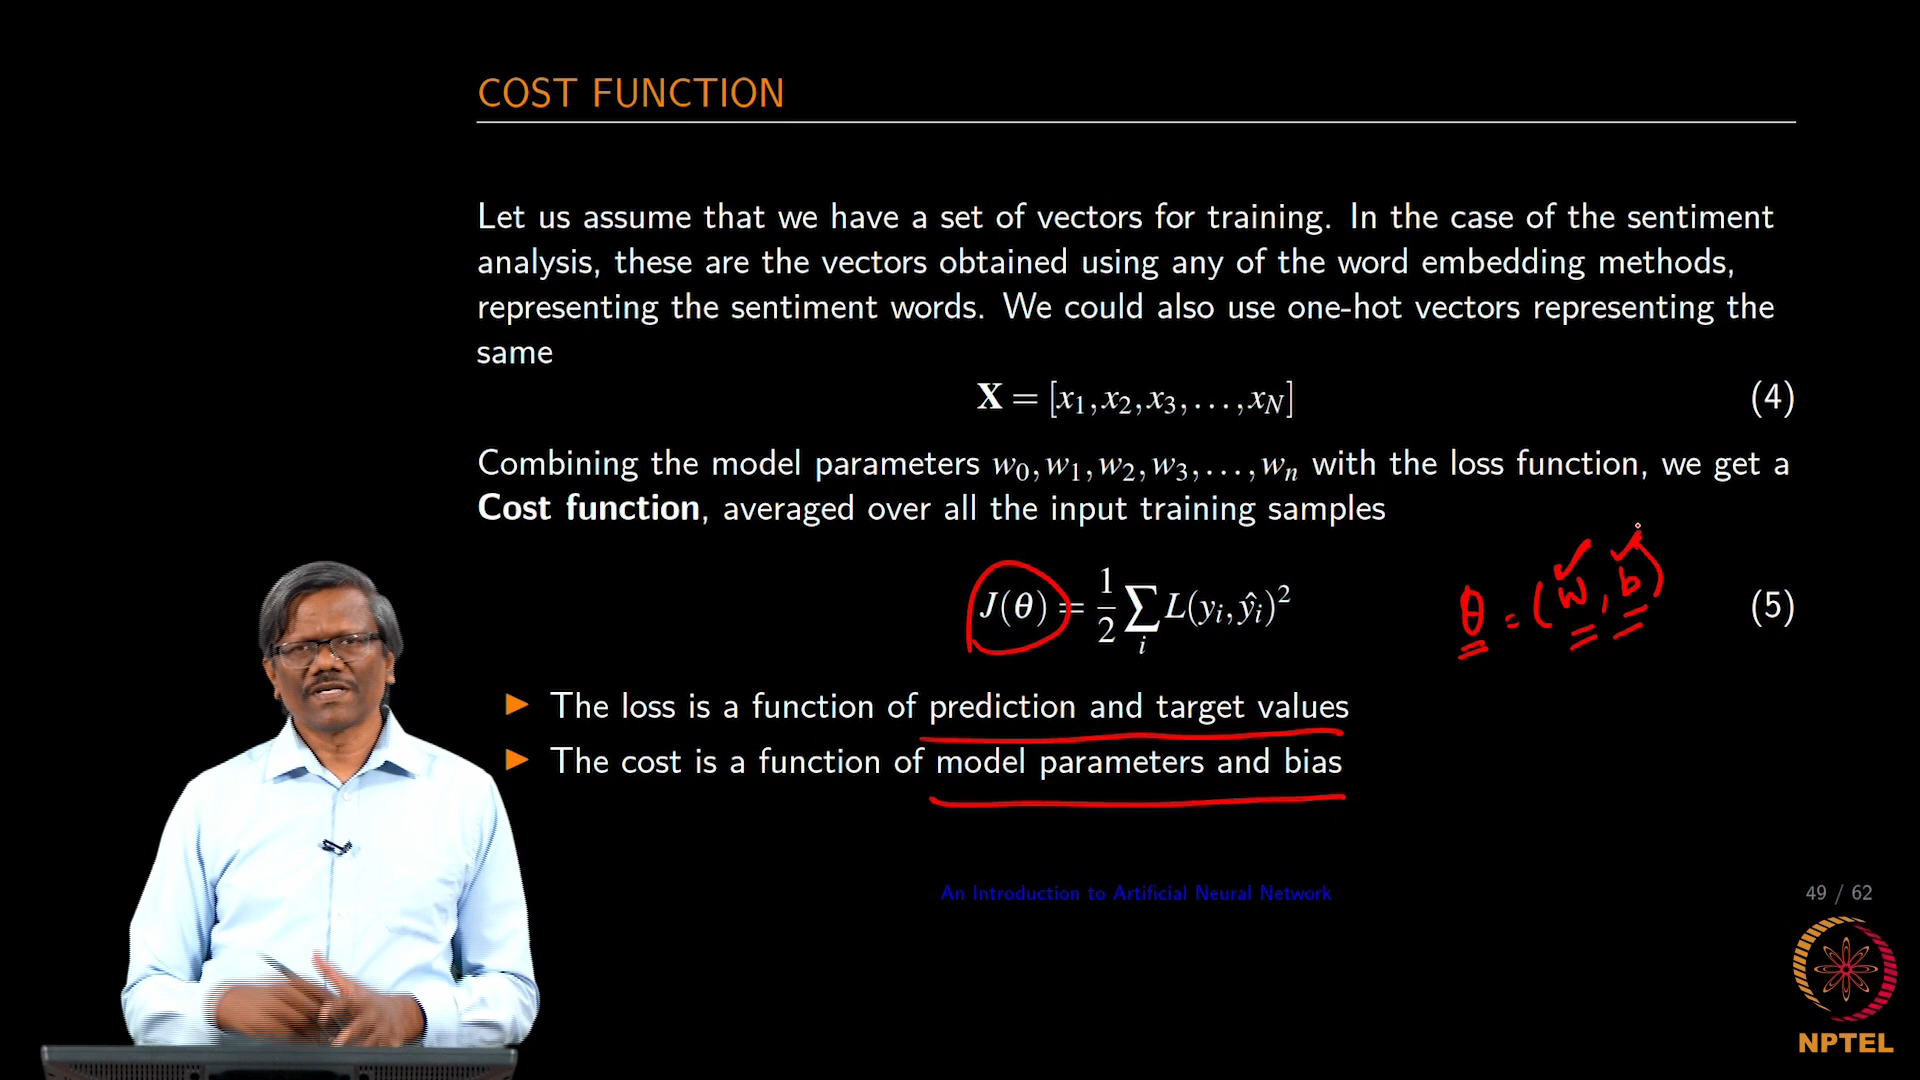 COST FUNCTION
Let us assume that we have a set of vectors for training. In the case of the sentiment
analysis, these are the vectors obtained using any of the word embedding methods,
representing the sentiment words. We could also use one-hot vectors representing the
same
X = [x₁, x₂, x₃, ..., x_N] (4)
Combining the model parameters w₀, w₁, w₂, w₃, ..., wₙ with the loss function, we get a
Cost function, averaged over all the input training samples
J(θ) = 1/2 ∑ᵢ L(yᵢ, ŷᵢ)² (5)
θ = (w, b)
▶ The loss is a function of prediction and target values
▶ The cost is a function of model parameters and bias
An Introduction to Artificial Neural Network
49 / 62
NPTEL